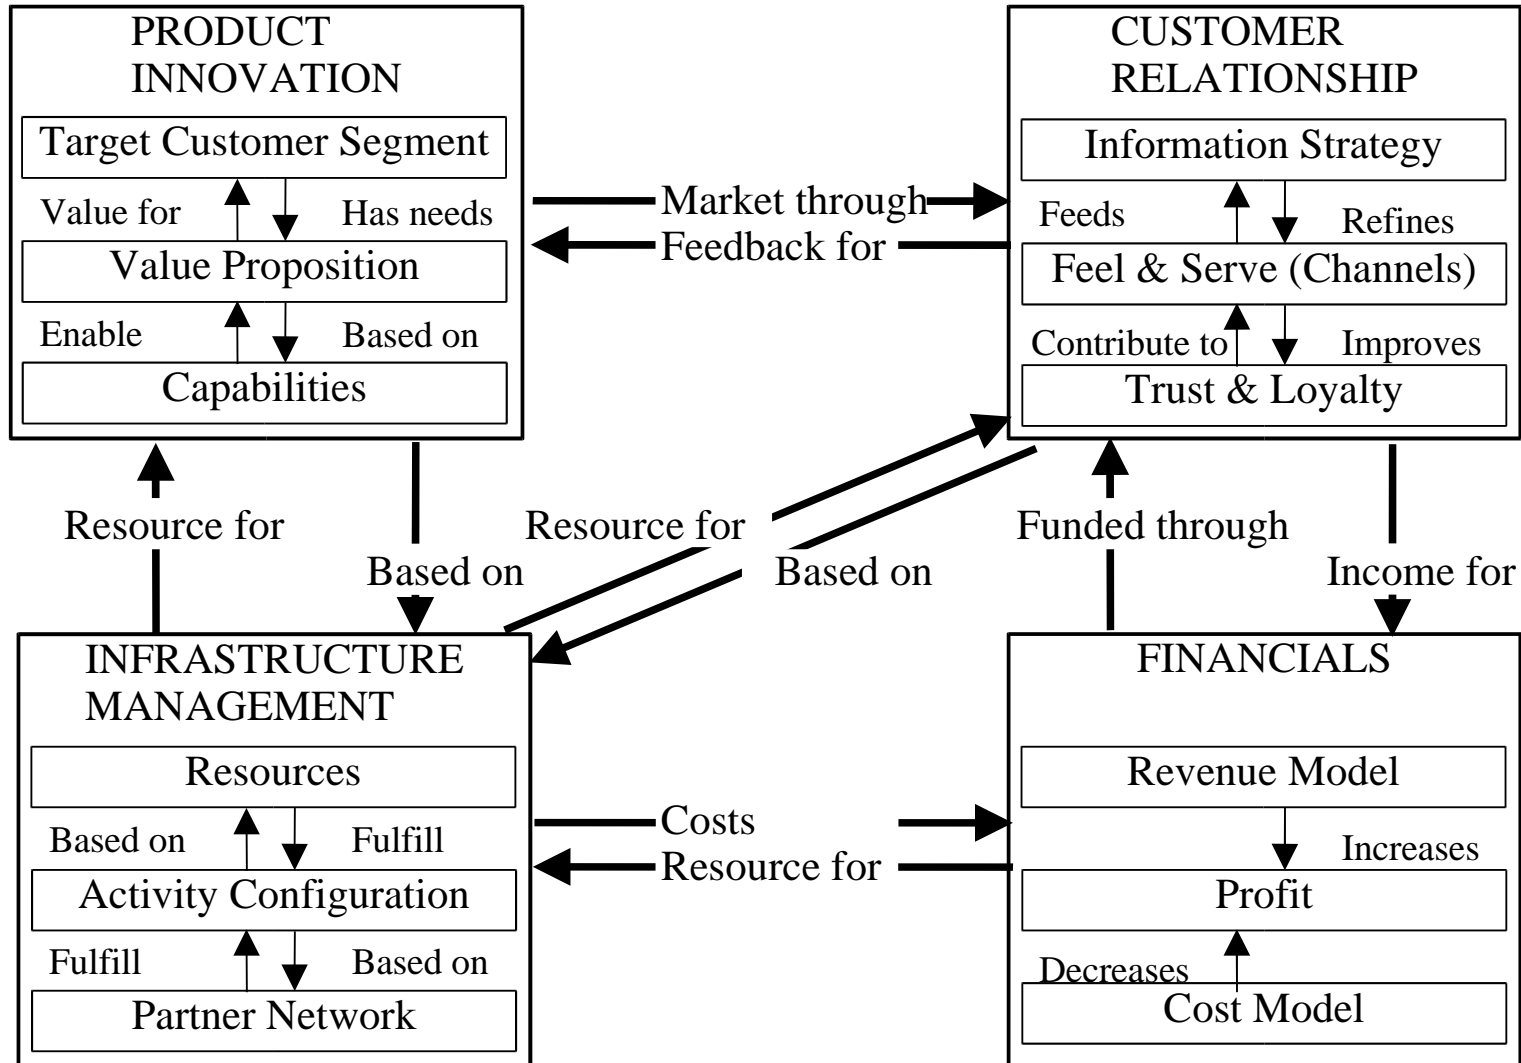 PRODUCT
INNOVATION
Target Customer Segment
Value for
Has needs
Value Proposition
Enable
Based on
Capabilities
Market through
Feedback for
CUSTOMER
RELATIONSHIP
Information Strategy
Feeds
Refines
Feel & Serve (Channels)
Contribute to
Improves
Trust & Loyalty
Resource for
Based on
Resource for
Based on
Funded through
Income for
INFRASTRUCTURE
MANAGEMENT
Resources
Based on
Fulfill
Activity Configuration
Fulfill
Based on
Partner Network
Costs
Resource for
FINANCIALS
Revenue Model
Increases
Profit
Decreases
Cost Model